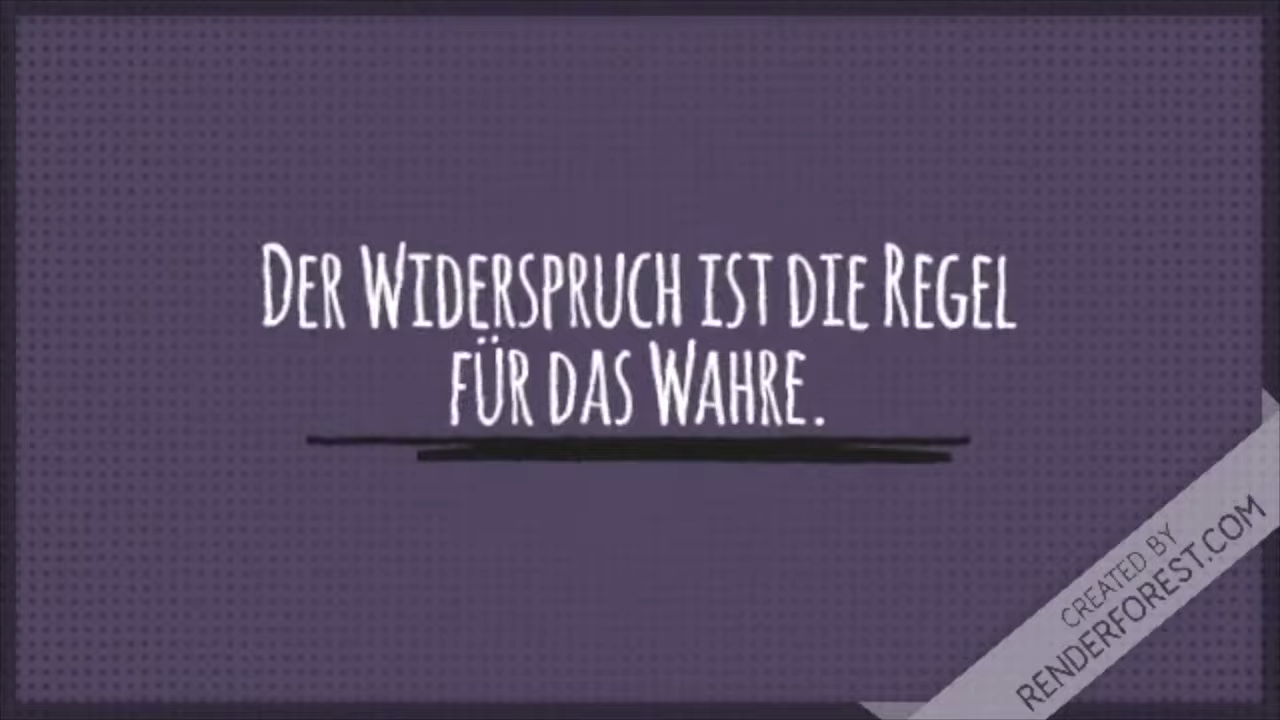 Der Widerspruch ist die Regel
für das Wahre.
CREATED BY
RENDERFOREST.COM